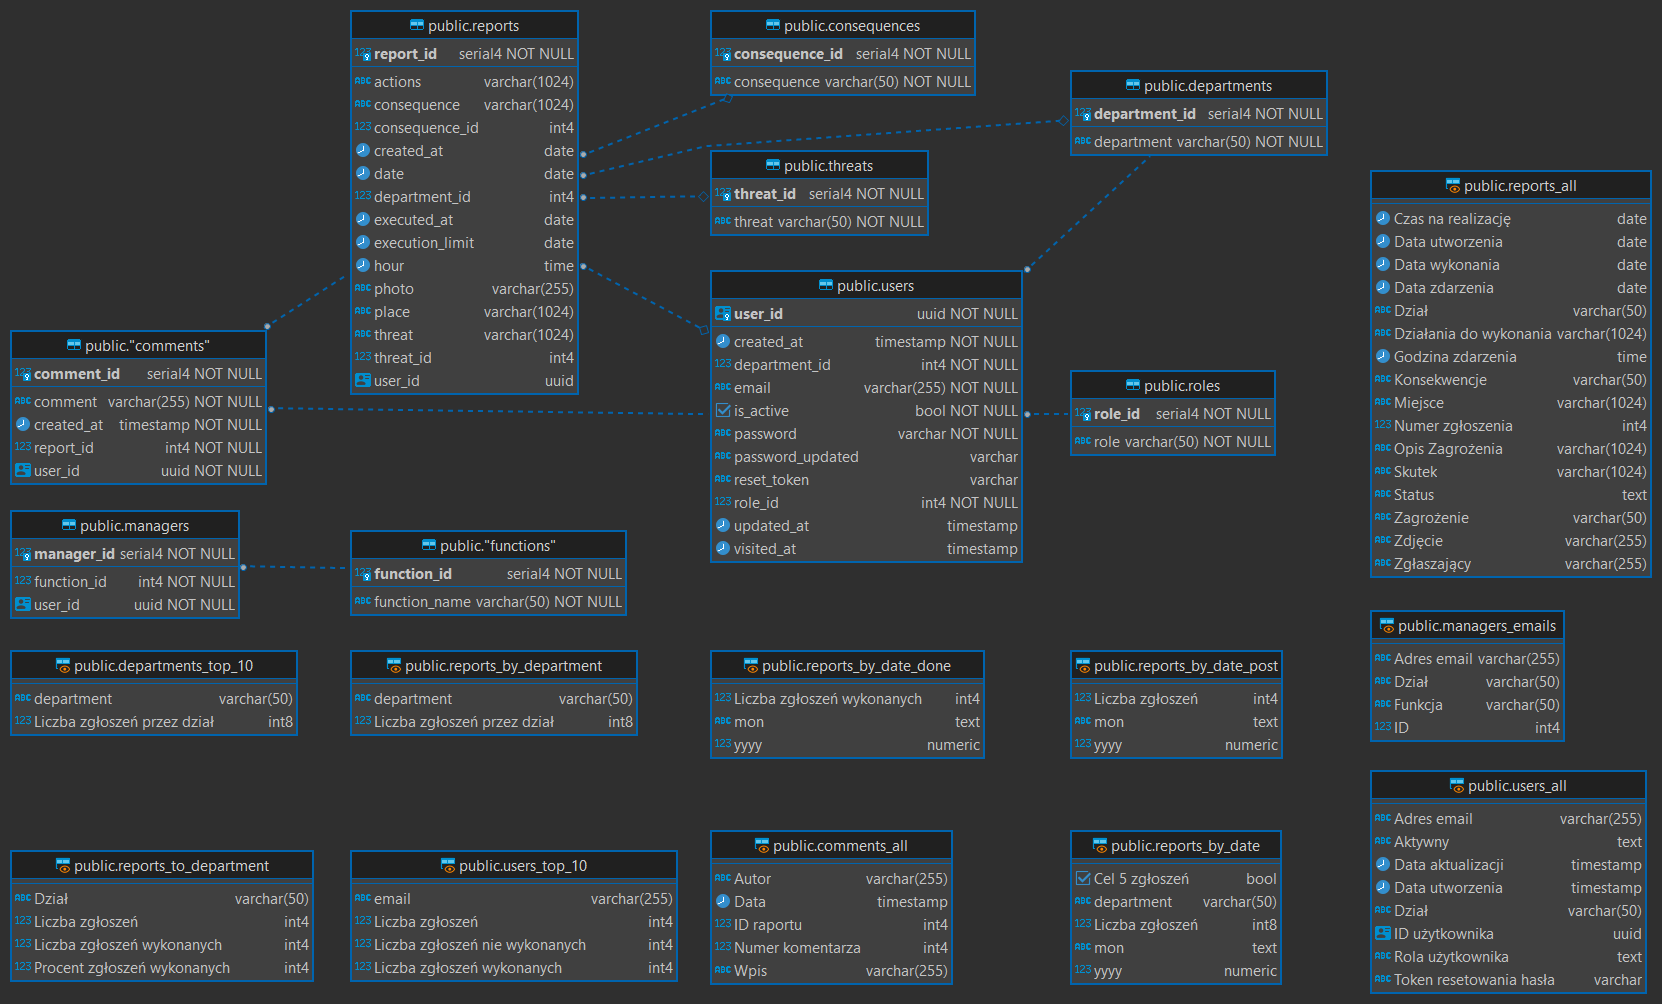 public.reports
report_id serial4 NOT NULL
actions varchar(1024)
consequence varchar(1024)
consequence_id int4
created_at date
date date
department_id int4
executed_at date
execution_limit date
hour time
photo varchar(255)
place varchar(1024)
threat varchar(1024)
threat_id int4
user_id uuid
public.consequences
consequence_id serial4 NOT NULL
consequence varchar(50) NOT NULL
public.departments
department_id serial4 NOT NULL
department varchar(50) NOT NULL
public.threats
threat_id serial4 NOT NULL
threat varchar(50) NOT NULL
public.reports_all
Czas na realizację date
Data utworzenia date
Data wykonania date
Data zdarzenia date
Dział varchar(50)
Działania do wykonania varchar(1024)
Godzina zdarzenia time
Konsekwencje varchar(50)
Miejsce varchar(1024)
Numer zgłoszenia int4
Opis Zagrożenia varchar(1024)
Skutek varchar(1024)
Status text
Zagrożenie varchar(50)
Zdjęcie varchar(255)
Zgłaszający varchar(255)
public.users
user_id uuid NOT NULL
created_at timestamp NOT NULL
department_id int4 NOT NULL
email varchar(255) NOT NULL
is_active bool NOT NULL
password varchar NOT NULL
password_updated varchar
reset_token varchar
role_id int4 NOT NULL
updated_at timestamp
visited_at timestamp
public."comments"
comment_id serial4 NOT NULL
comment varchar(255) NOT NULL
created_at timestamp NOT NULL
report_id int4 NOT NULL
user_id uuid NOT NULL
public.roles
role_id serial4 NOT NULL
role varchar(50) NOT NULL
public.managers
manager_id serial4 NOT NULL
function_id int4 NOT NULL
user_id uuid NOT NULL
public."functions"
function_id serial4 NOT NULL
function_name varchar(50) NOT NULL
public.managers_emails
Adres email varchar(255)
Dział varchar(50)
Funkcja varchar(50)
ID int4
public.departments_top_10
department varchar(50)
Liczba zgłoszeń przez dział int8
public.reports_by_department
department varchar(50)
Liczba zgłoszeń przez dział int8
public.reports_by_date_done
Liczba zgłoszeń wykonanych int4
mon text
yyyy numeric
public.reports_by_date_post
Liczba zgłoszeń int4
mon text
yyyy numeric
public.users_all
Adres email varchar(255)
Aktywny text
Data aktualizacji timestamp
Data utworzenia timestamp
Dział varchar(50)
ID użytkownika uuid
Rola użytkownika text
Token resetowania hasła varchar
public.reports_to_department
Dział varchar(50)
Liczba zgłoszeń int4
Liczba zgłoszeń wykonanych int4
Procent zgłoszeń wykonanych int4
public.users_top_10
email varchar(255)
Liczba zgłoszeń int4
Liczba zgłoszeń nie wykonanych int4
Liczba zgłoszeń wykonanych int4
public.comments_all
Autor varchar(255)
Data timestamp
ID raportu int4
Numer komentarza int4
Wpis varchar(255)
public.reports_by_date
Cel 5 zgłoszeń bool
department varchar(50)
Liczba zgłoszeń int8
mon text
yyyy numeric